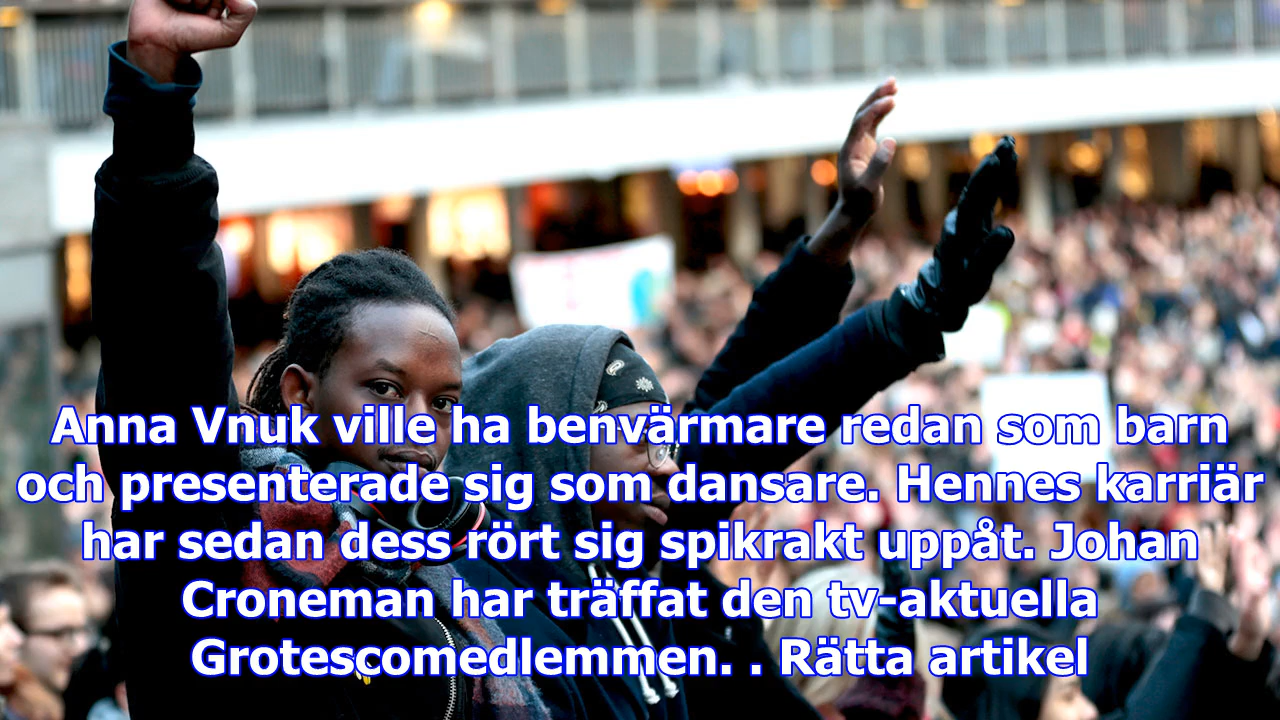 Anna Vnuk ville ha benvärmare redan som barn
och presenterade sig som dansare. Hennes karriär
har sedan dess rört sig spikrakt uppåt. Johan
Croneman har träffat den tv-aktuella
Grotescomedlemmen. . Rätta artikel